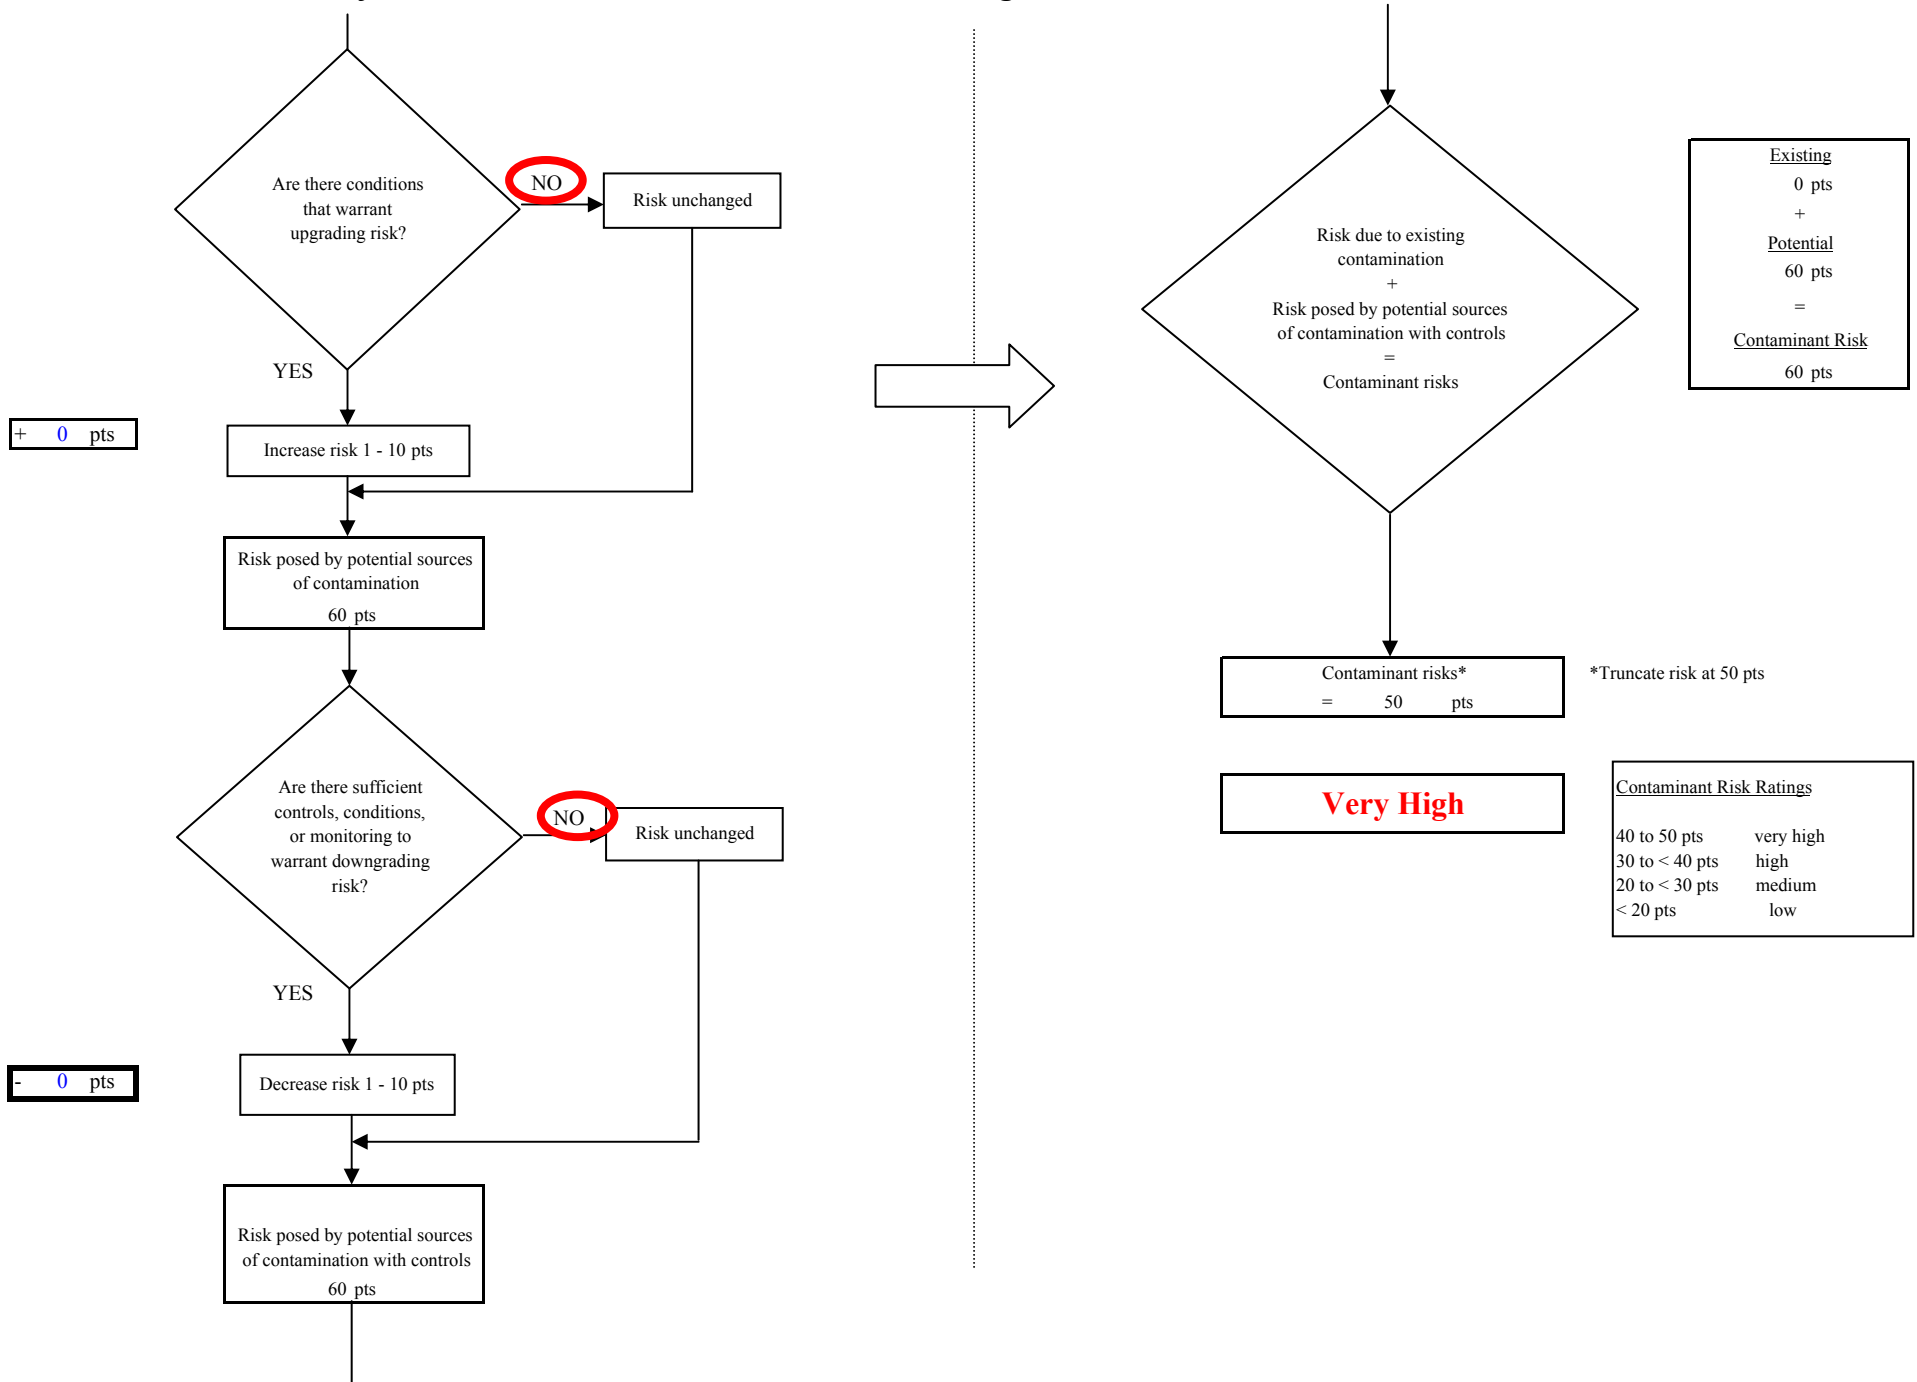 Are there conditions
that warrant
upgrading risk?
NO
Risk unchanged
YES
+ 0 pts
Increase risk 1 - 10 pts
Risk posed by potential sources
of contamination
60 pts
Are there sufficient
controls, conditions,
or monitoring to
warrant downgrading
risk?
NO
Risk unchanged
YES
- 0 pts
Decrease risk 1 - 10 pts
Risk posed by potential sources
of contamination with controls
60 pts
Risk due to existing
contamination
+
Risk posed by potential sources
of contamination with controls
=
Contaminant risks
Existing
0 pts
+
Potential
60 pts
=
Contaminant Risk
60 pts
Contaminant risks*
= 50 pts
*Truncate risk at 50 pts
Very High
Contaminant Risk Ratings
40 to 50 pts very high
30 to < 40 pts high
20 to < 30 pts medium
< 20 pts low